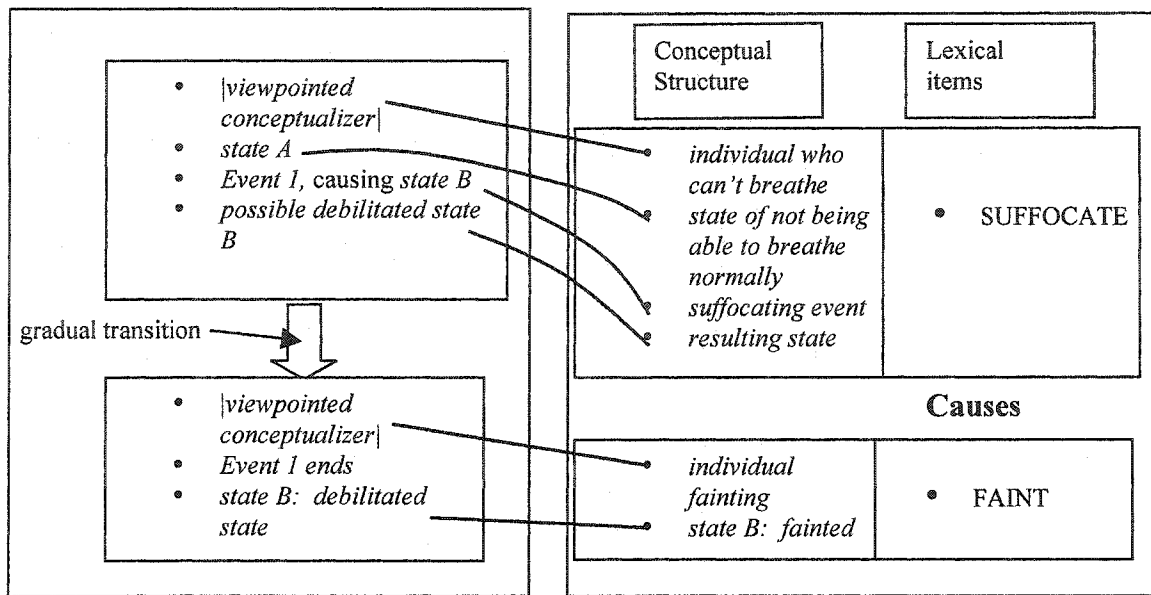 • |viewpointed
conceptualizer|
• state A
• Event 1, causing state B
• possible debilitated state
B
gradual transition
• |viewpointed
conceptualizer|
• Event 1 ends
• state B: debilitated
state
Conceptual
Structure
Lexical
items
• individual who
can't breathe
• state of not being
able to breathe
normally
• suffocating event
• resulting state
• SUFFOCATE
Causes
• individual
fainting
• state B: fainted
• FAINT